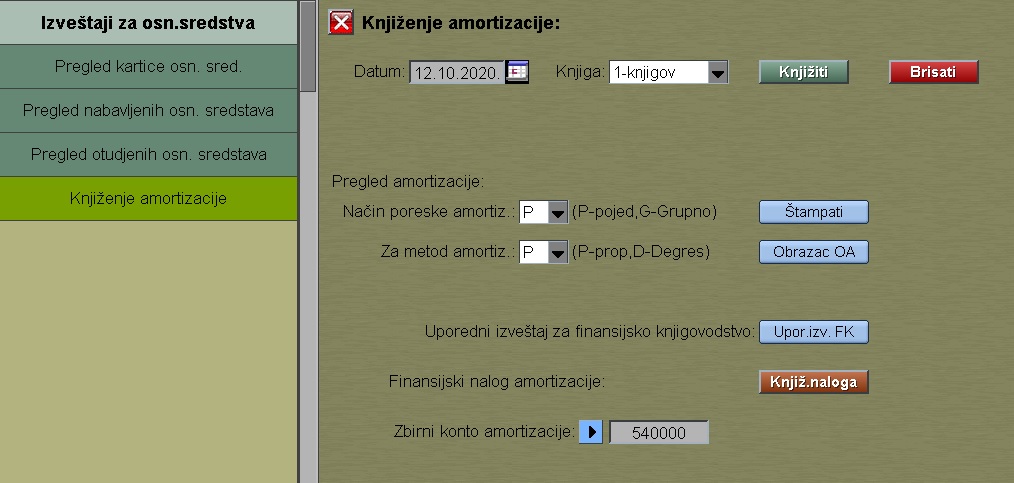 Izveštaji za osn.sredstva
Pregled kartice osn. sred.
Pregled nabavljenih osn. sredstava
Pregled otudjenih osn. sredstava
Knjiženje amortizacije
Knjiženje amortizacije:
Datum: 12.10.2020. Knjiga: 1-knjigov Knjižiti Brisati
Pregled amortizacije:
Način poreske amortiz.: P (P-pojed,G-Grupno) Štampati
Za metod amortiz.: P (P-prop,D-Degres) Obrazac OA
Uporedni izveštaj za finansijsko knjigovodstvo: Upor.izv. FK
Finansijski nalog amortizacije: Knjiž.naloga
Zbirni konto amortizacije: 540000